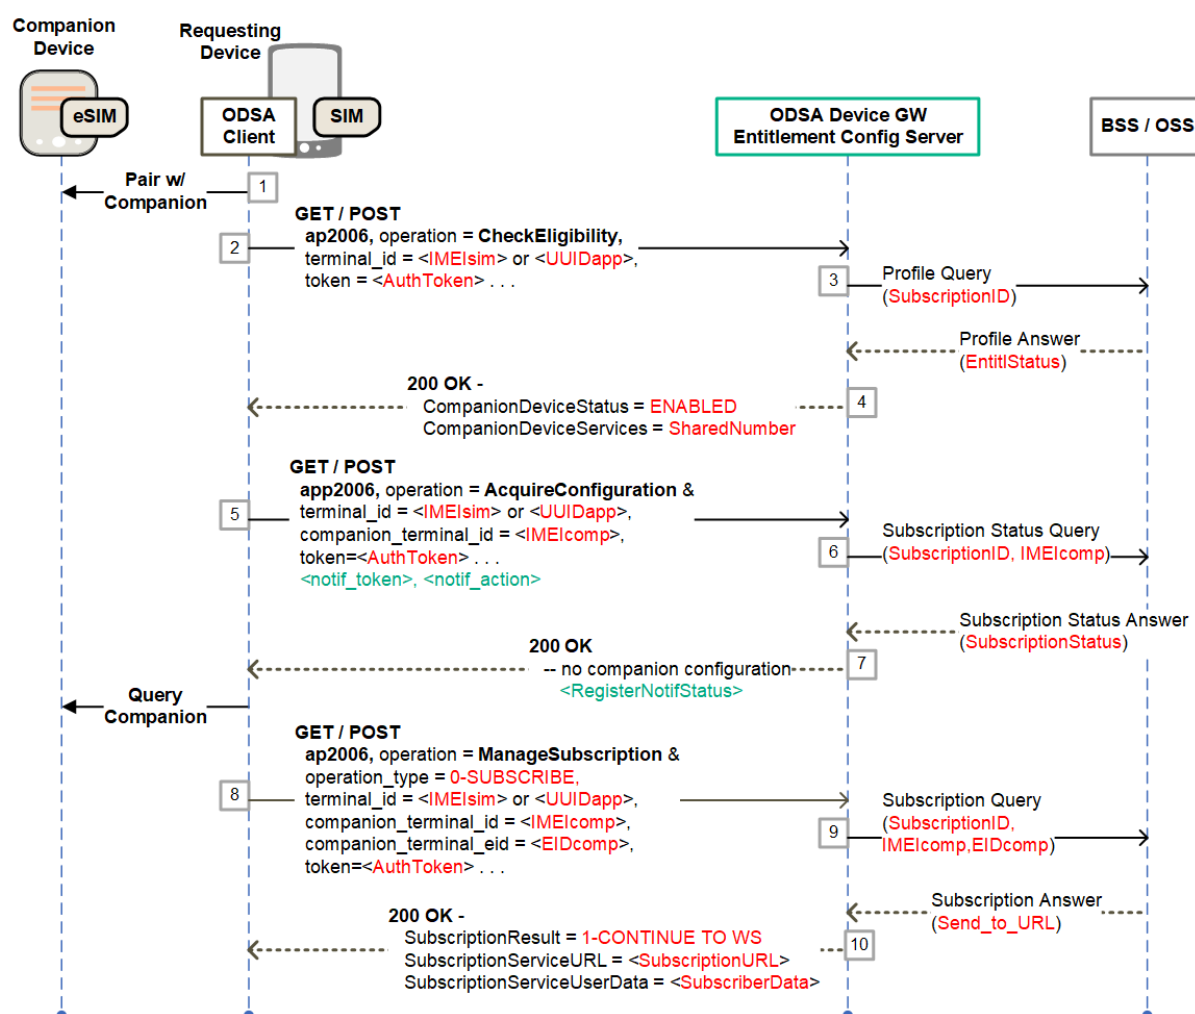 Companion
Device
Requesting
Device
eSIM
ODSA
Client
SIM
ODSA Device GW
Entitlement Config Server
BSS / OSS
Pair w/
Companion
1
GET / POST
ap2006, operation = CheckEligibility,
terminal_id = <IMEIsim> or <UUIDapp>,
token = <AuthToken> . . .
2
3
Profile Query
(SubscriptionID)
Profile Answer
(EntitlStatus)
200 OK -
CompanionDeviceStatus = ENABLED
CompanionDeviceServices = SharedNumber
4
GET / POST
app2006, operation = AcquireConfiguration &
terminal_id = <IMEIsim> or <UUIDapp>,
companion_terminal_id = <IMEIcomp>,
token=<AuthToken> . . .
<notif_token>, <notif_action>
5
6
Subscription Status Query
(SubscriptionID, IMEIcomp)
Subscription Status Answer
(SubscriptionStatus)
200 OK
-- no companion configuration
<RegisterNotifStatus>
7
Query
Companion
GET / POST
ap2006, operation = ManageSubscription &
operation_type = 0-SUBSCRIBE,
terminal_id = <IMEIsim> or <UUIDapp>,
companion_terminal_id = <IMEIcomp>,
companion_terminal_eid = <EIDcomp>,
token=<AuthToken> . . .
8
9
Subscription Query
(SubscriptionID,
IMEIcomp,EIDcomp)
Subscription Answer
(Send_to_URL)
200 OK -
SubscriptionResult = 1-CONTINUE TO WS
SubscriptionServiceURL = <SubscriptionURL>
SubscriptionServiceUserData = <SubscriberData>
10